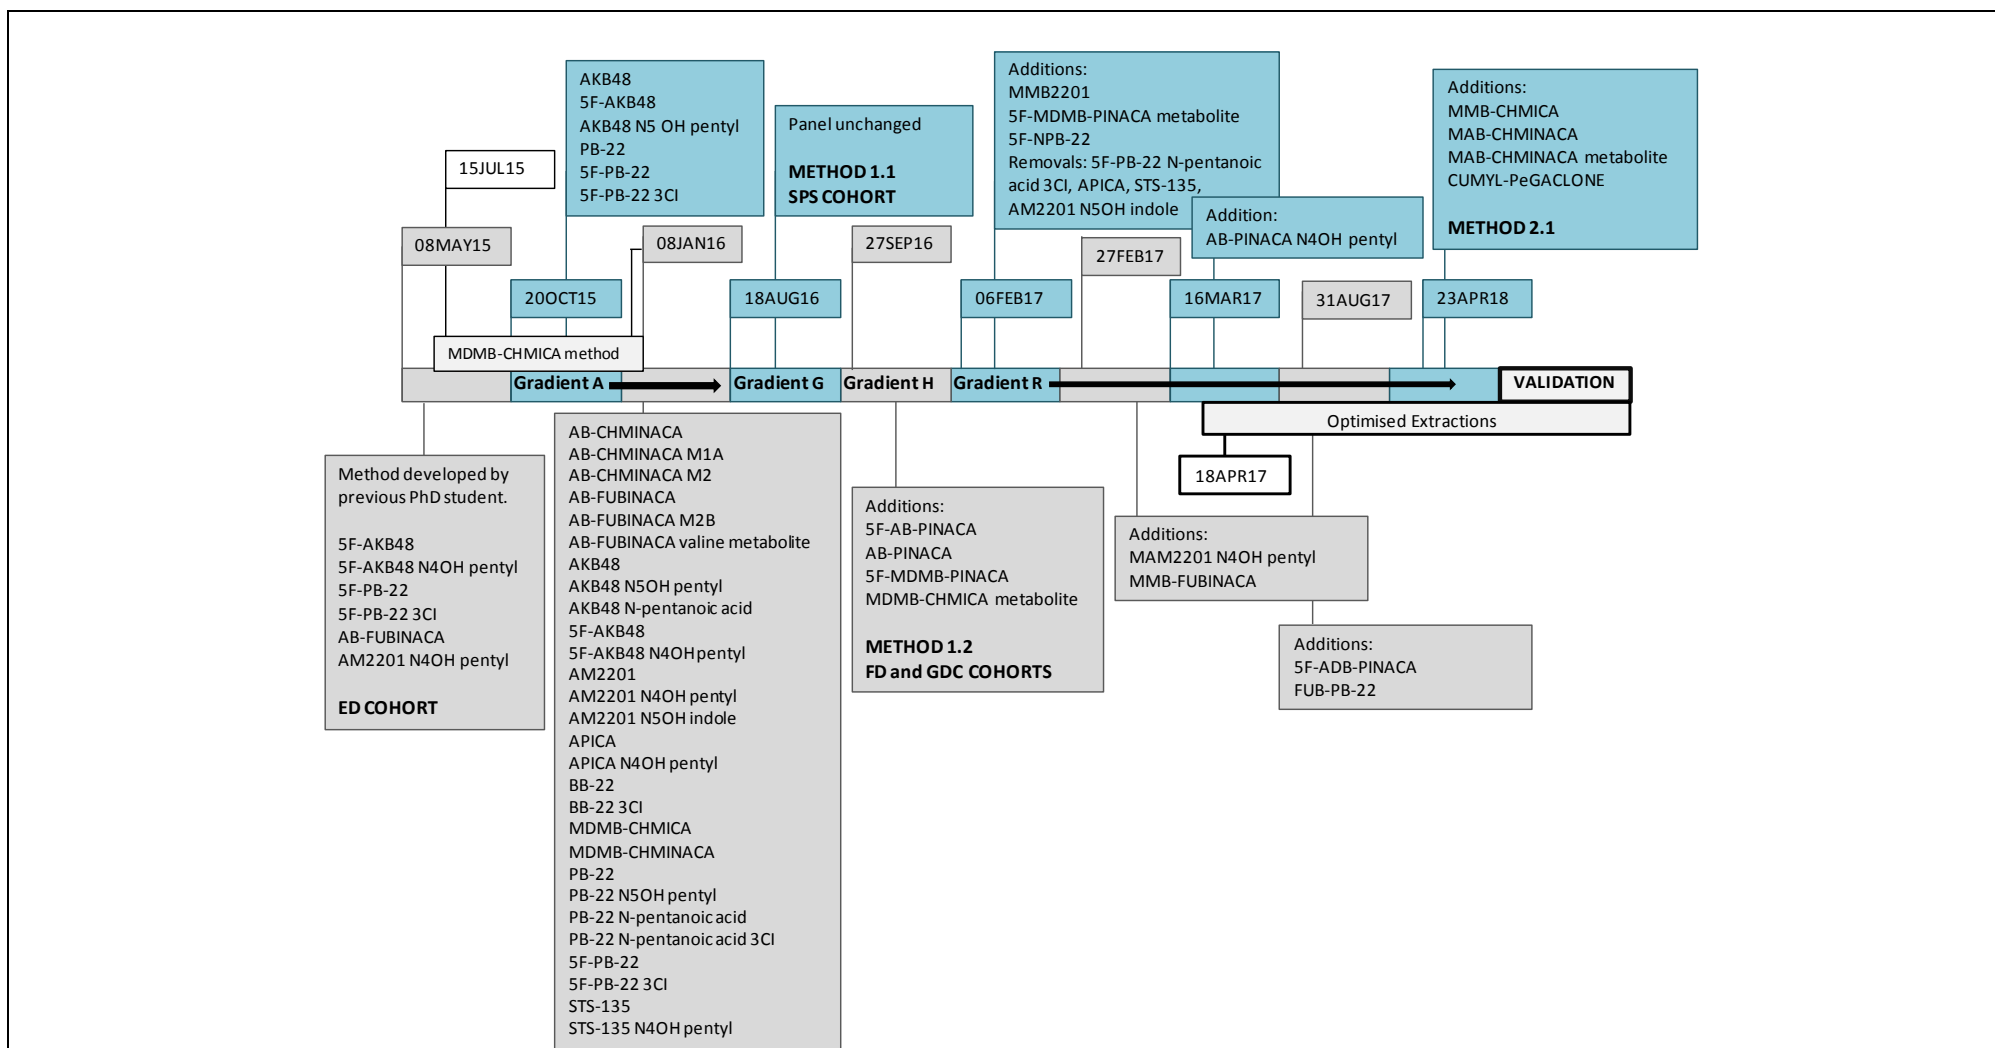 AKB48
5F-AKB48
AKB48 N5 OH pentyl
PB-22
5F-PB-22
5F-PB-22 3CI
Panel unchanged
METHOD 1.1
SPS COHORT
Additions:
MMB2201
5F-MDMB-PINACA metabolite
5F-NPB-22
Removals: 5F-PB-22 N-pentanoic
acid 3CI, APICA, STS-135,
AM2201 N5OH indole
Addition:
AB-PINACA N4OH pentyl
Additions:
MMB-CHMICA
MAB-CHMINACA
MAB-CHMINACA metabolite
CUMYL-PeGACLONE
METHOD 2.1
15JUL15
08MAY15
08JAN16
27SEP16
27FEB17
20OCT15
18AUG16
06FEB17
16MAR17
31AUG17
23APR18
MDMB-CHMICA method
Gradient A
Gradient G
Gradient H
Gradient R
VALIDATION
Optimised Extractions
18APR17
Method developed by
previous PhD student.
5F-AKB48
5F-AKB48 N4OH pentyl
5F-PB-22
5F-PB-22 3CI
AB-FUBINACA
AM2201 N4OH pentyl
ED COHORT
AB-CHMINACA
AB-CHMINACA M1A
AB-CHMINACA M2
AB-FUBINACA
AB-FUBINACA M2B
AB-FUBINACA valine metabolite
AKB48
AKB48 N5OH pentyl
AKB48 N-pentanoic acid
5F-AKB48
5F-AKB48 N4OH pentyl
AM2201
AM2201 N4OH pentyl
AM2201 N5OH indole
APICA
APICA N4OH pentyl
BB-22
BB-22 3CI
MDMB-CHMICA
MDMB-CHMINACA
PB-22
PB-22 N5OH pentyl
PB-22 N-pentanoic acid
PB-22 N-pentanoic acid 3CI
5F-PB-22
5F-PB-22 3CI
STS-135
STS-135 N4OH pentyl
Additions:
5F-AB-PINACA
AB-PINACA
5F-MDMB-PINACA
MDMB-CHMICA metabolite
METHOD 1.2
FD and GDC COHORTS
Additions:
MAM2201 N4OH pentyl
MMB-FUBINACA
Additions:
5F-ADB-PINACA
FUB-PB-22